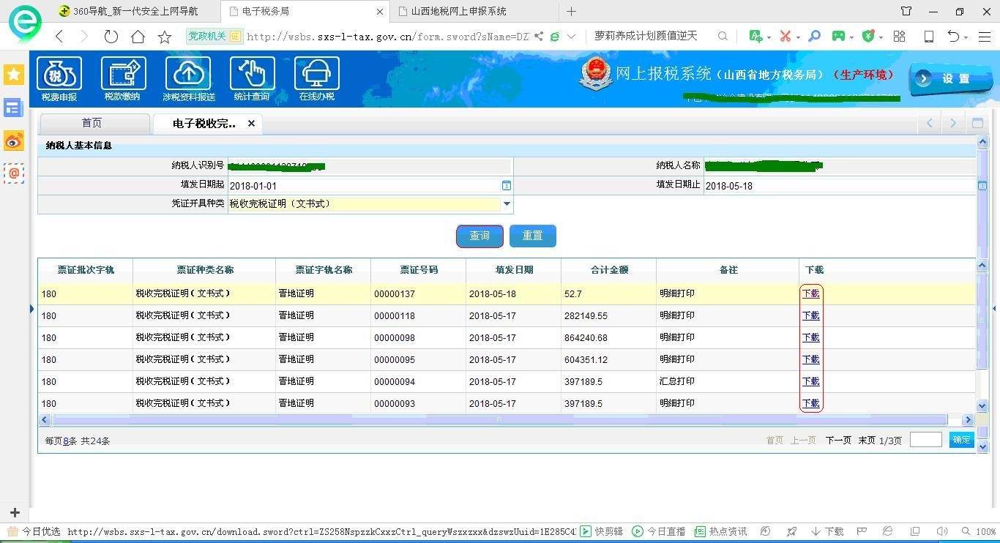 360导航_新一代安全上网导航 电子税务局 山西地税网上申报系统
党政机关 证 http://wsbs.sxs-l-tax.gov.cn/form.sword?sName=DZ 萝莉养成计划颜值逆天
税费申报 税款缴纳 涉税资料报送 统计查询 在线办税
网上报税系统（山西省地方税务局）（生产环境）
设 置
首页 电子税收完..
纳税人基本信息
纳税人识别号 纳税人名称
填发日期起 2018-01-01 填发日期止 2018-05-18
凭证开具种类 税收完税证明（文书式）
查询 重置
票证批次字轨 票证种类名称 票证字轨名称 票证号码 填发日期 合计金额 备注 下载
180 税收完税证明(文书式) 晋地证明 00000137 2018-05-18 52.7 明细打印 下载
180 税收完税证明(文书式) 晋地证明 00000118 2018-05-17 282149.55 明细打印 下载
180 税收完税证明(文书式) 晋地证明 00000098 2018-05-17 864240.68 明细打印 下载
180 税收完税证明(文书式) 晋地证明 00000095 2018-05-17 604351.12 明细打印 下载
180 税收完税证明(文书式) 晋地证明 00000094 2018-05-17 397189.5 汇总打印 下载
180 税收完税证明(文书式) 晋地证明 00000093 2018-05-17 397189.5 明细打印 下载
每页8条 共24条 首页 上一页 下一页 末页 1/3页 确定
今日优选 http://wsbs.sxs-l-tax.gov.cn/download.sword?ctrl=ZS258NspzzkCxxzCtrl_queryWszxzxx&dzswzUuid=1E285C4 快剪辑 今日直播 热点资讯 下载 100%